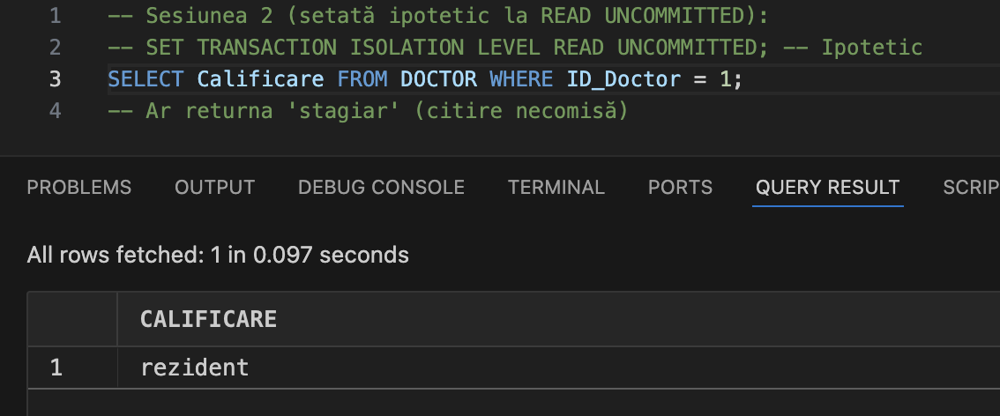 1 -- Sesiunea 2 (setată ipotetic la READ UNCOMMITTED):
2 -- SET TRANSACTION ISOLATION LEVEL READ UNCOMMITTED; -- Ipotetic
3 SELECT Calificare FROM DOCTOR WHERE ID_Doctor = 1;
4 -- Ar returna 'stagiar' (citire necomisă)
PROBLEMS OUTPUT DEBUG CONSOLE TERMINAL PORTS QUERY RESULT SCRIP
All rows fetched: 1 in 0.097 seconds
CALIFICARE
1 rezident